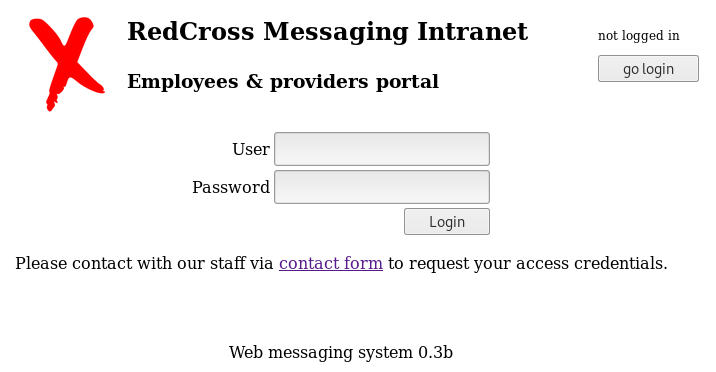 RedCross Messaging Intranet
not logged in
go login
Employees & providers portal
User
Password
Login
Please contact with our staff via contact form to request your access credentials.
Web messaging system 0.3b